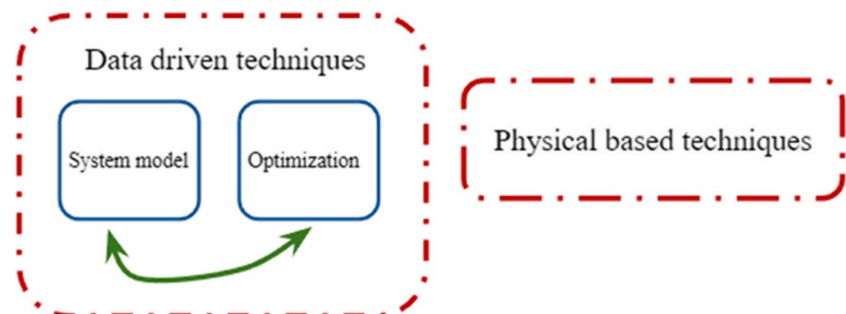 Data driven techniques
System model
Optimization
Physical based techniques